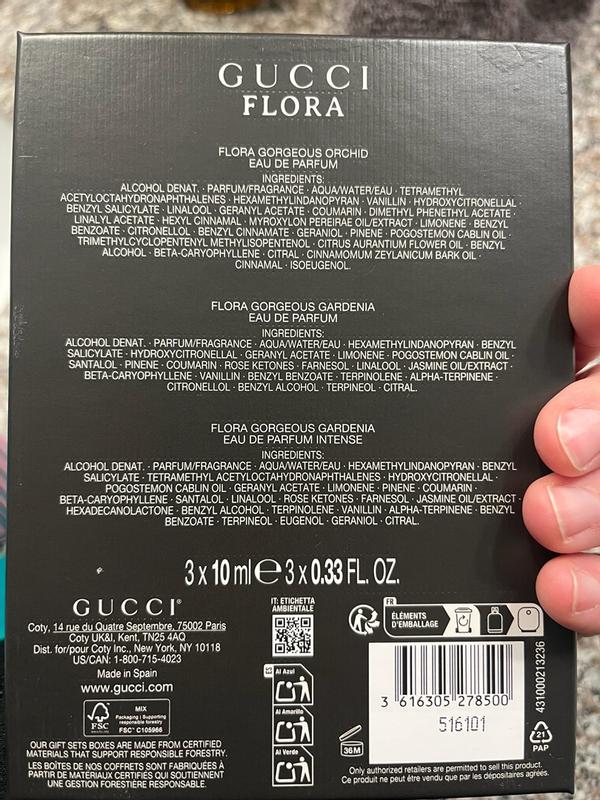 GUCCI
FLORA
FLORA GORGEOUS ORCHID
EAU DE PARFUM
INGREDIENTS:
ALCOHOL DENAT. · PARFUM/FRAGRANCE · AQUA/WATER/EAU · TETRAMETHYL
ACETYLOCTAHYDRONAPHTHALENES · HEXAMETHYLINDANOPYRAN · VANILLIN · HYDROXYCITRONELLAL ·
BENZYL SALICYLATE · LINALOOL · GERANYL ACETATE · COUMARIN · DIMETHYL PHENETHYL ACETATE ·
LINALYL ACETATE · HEXYL CINNAMAL · MYROXYLON PEREIRAE OIL/EXTRACT · LIMONENE · BENZYL
BENZOATE · CITRONELLOL · BENZYL CINNAMATE · GERANIOL · PINENE · POGOSTEMON CABLIN OIL ·
TRIMETHYLCYCLOPENTENYL METHYLISOPENTENOL · CITRUS AURANTIUM FLOWER OIL · BENZYL
ALCOHOL · BETA-CARYOPHYLLENE · CITRAL · CINNAMOMUM ZEYLANICUM BARK OIL ·
CINNAMAL · ISOEUGENOL.
FLORA GORGEOUS GARDENIA
EAU DE PARFUM
INGREDIENTS:
ALCOHOL DENAT. · PARFUM/FRAGRANCE · AQUA/WATER/EAU · HEXAMETHYLINDANOPYRAN · BENZYL
SALICYLATE · HYDROXYCITRONELLAL · GERANYL ACETATE · LIMONENE · POGOSTEMON CABLIN OIL ·
SANTALOL · PINENE · COUMARIN · ROSE KETONES · FARNESOL · LINALOOL · JASMINE OIL/EXTRACT ·
BETA-CARYOPHYLLENE · VANILLIN · BENZYL BENZOATE · TERPINOLENE · ALPHA-TERPINENE ·
CITRONELLOL · BENZYL ALCOHOL · TERPINEOL · CITRAL.
FLORA GORGEOUS GARDENIA
EAU DE PARFUM INTENSE
INGREDIENTS:
ALCOHOL DENAT. · PARFUM/FRAGRANCE · AQUA/WATER/EAU · HEXAMETHYLINDANOPYRAN · BENZYL
SALICYLATE · TETRAMETHYL ACETYLOCTAHYDRONAPHTHALENES · HYDROXYCITRONELLAL ·
POGOSTEMON CABLIN OIL · GERANYL ACETATE · LIMONENE · PINENE · COUMARIN ·
BETA-CARYOPHYLLENE · SANTALOL · LINALOOL · ROSE KETONES · FARNESOL · JASMINE OIL/EXTRACT ·
HEXADECANOLACTONE · BENZYL ALCOHOL · TERPINOLENE · VANILLIN · ALPHA-TERPINENE · BENZYL
BENZOATE · TERPINEOL · EUGENOL · GERANIOL · CITRAL.
3 x 10 ml ℮ 3 x 0.33 FL. OZ.
GUCCI®
Coty, 14 rue du Quatre Septembre, 75002 Paris
Coty UK&I, Kent, TN25 4AQ
Dist. for/pour Coty Inc., New York, NY 10118
US/CAN: 1-800-715-4023
Made in Spain
www.gucci.com
FSC
MIX
Packaging | Supporting
responsible forestry
FSC® C105966
OUR GIFT SETS BOXES ARE MADE FROM CERTIFIED
MATERIALS THAT SUPPORT RESPONSIBLE FORESTRY.
LES BOÎTES DE NOS COFFRETS SONT FABRIQUÉES À
PARTIR DE MATÉRIAUX CERTIFIÉS QUI SOUTIENNENT
UNE GESTION FORESTIÈRE RESPONSABLE.
IT: ETICHETTA
AMBIENTALE
ES
Al Azul
Al Amarillo
Al Verde
FR
ÉLÉMENTS
D'EMBALLAGE
3 616305 278500
516101
431000213236
36M
21
PAP
Only authorized retailers are permitted to sell this product.
Ce produit ne peut être vendu que par les dépositaires agréés.